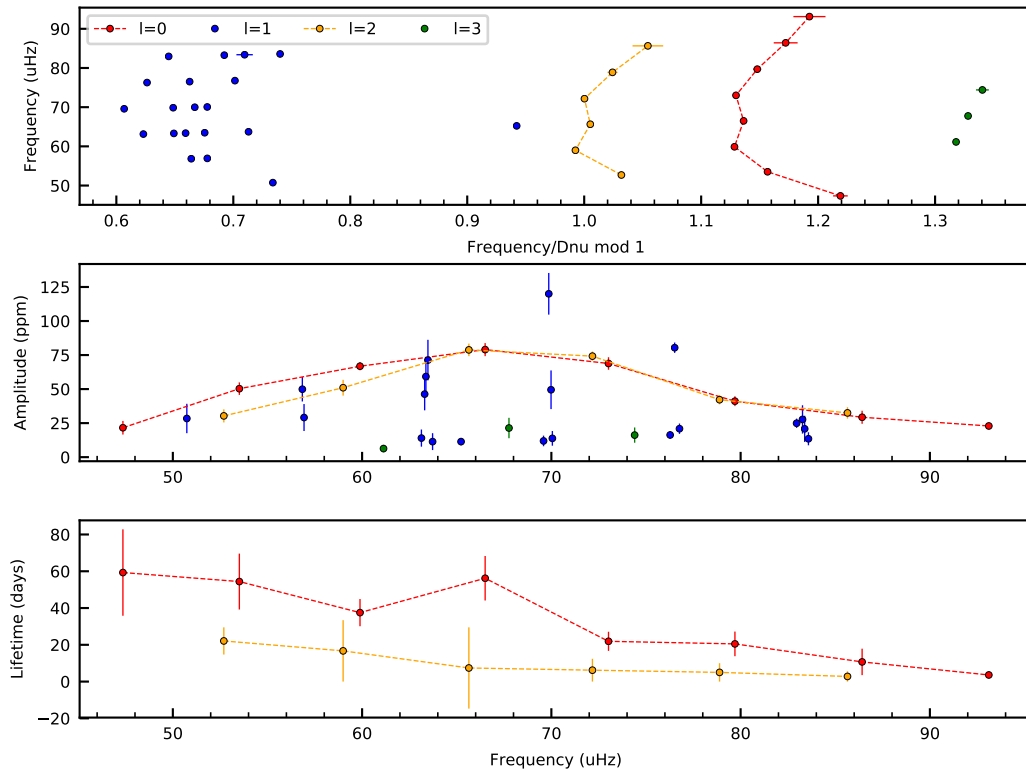 l=0 l=1 l=2 l=3
Frequency (uHz)
90
80
70
60
50
0.6 0.7 0.8 0.9 1.0 1.1 1.2 1.3
Frequency/Dnu mod 1
Amplitude (ppm)
125
100
75
50
25
0
50 60 70 80 90
Lifetime (days)
80
60
40
20
0
−20
50 60 70 80 90
Frequency (uHz)